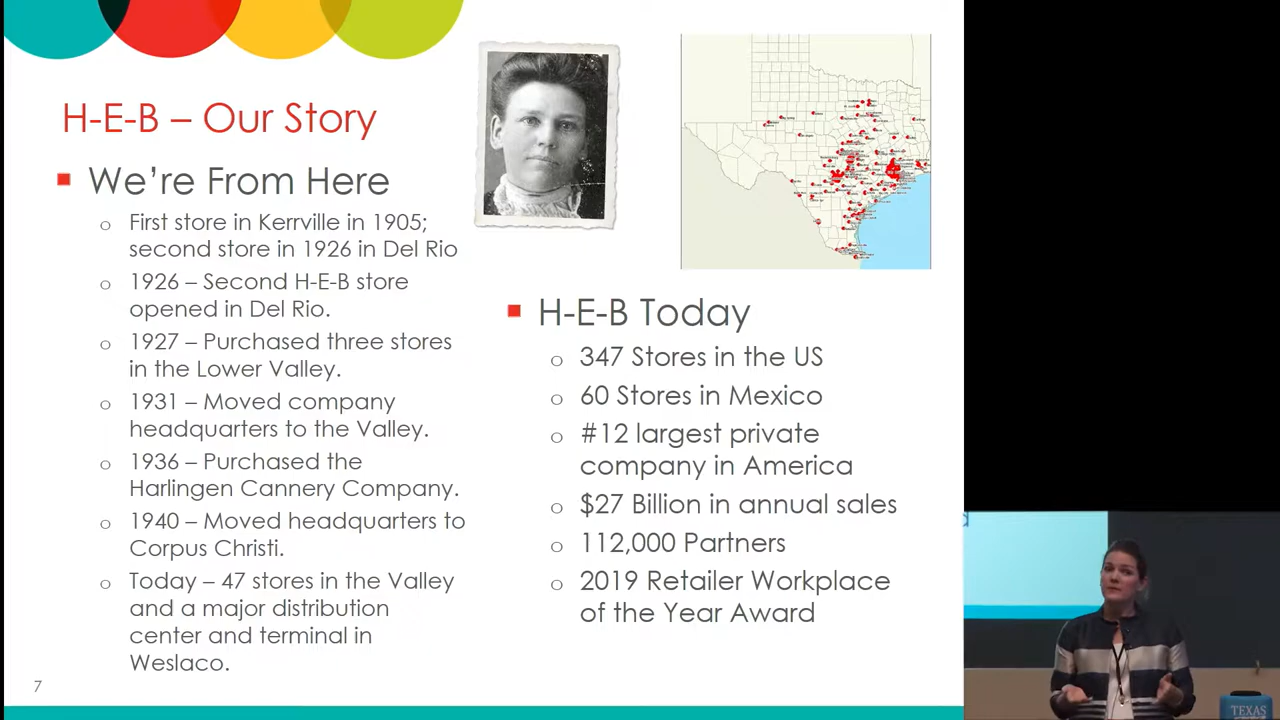 H-E-B – Our Story
We're From Here
First store in Kerrville in 1905;
second store in 1926 in Del Rio
1926 – Second H-E-B store
opened in Del Rio.
1927 – Purchased three stores
in the Lower Valley.
1931 – Moved company
headquarters to the Valley.
1936 – Purchased the
Harlingen Cannery Company.
1940 – Moved headquarters to
Corpus Christi.
Today – 47 stores in the Valley
and a major distribution
center and terminal in
Weslaco.
H-E-B Today
347 Stores in the US
60 Stores in Mexico
#12 largest private
company in America
$27 Billion in annual sales
112,000 Partners
2019 Retailer Workplace
of the Year Award
7
TEXAS